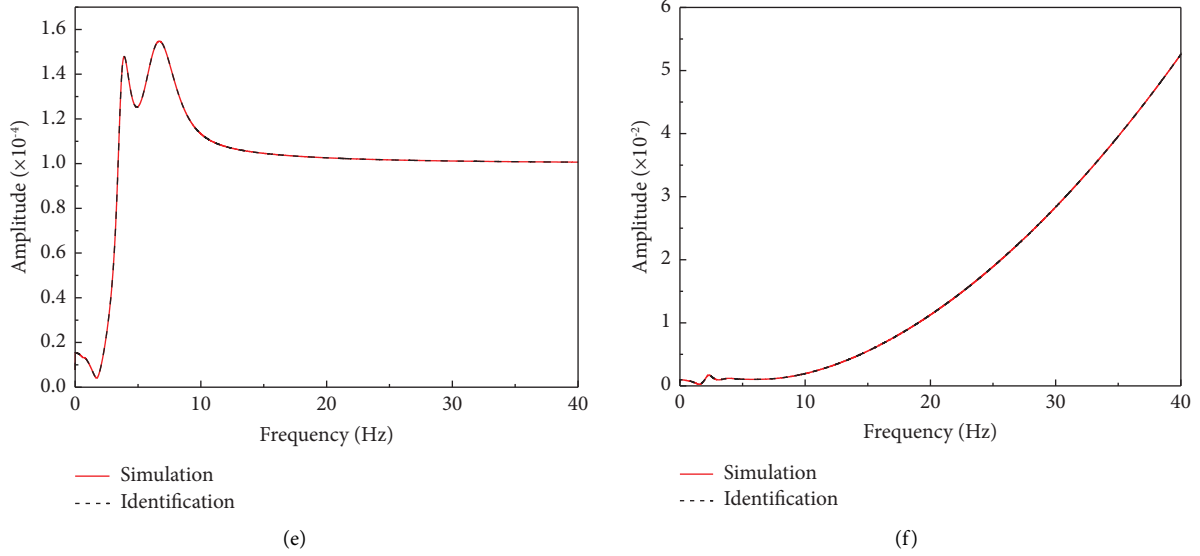 1.6
1.4
1.2
1.0
0.8
0.6
0.4
0.2
0.0
Amplitude (×10⁻⁴)
0 10 20 30 40
Frequency (Hz)
Simulation
Identification
(e)
6
5
4
3
2
1
0
Amplitude (×10⁻²)
0 10 20 30 40
Frequency (Hz)
Simulation
Identification
(f)